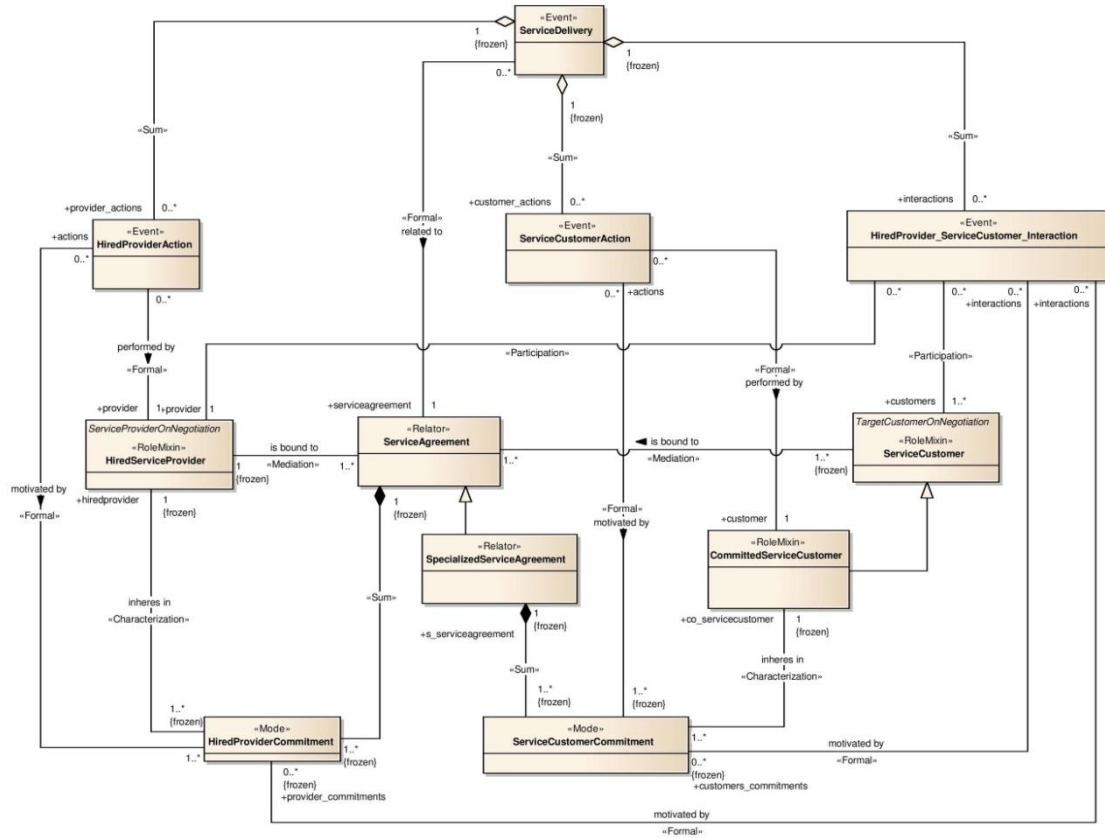 «Event»
ServiceDelivery
1
{frozen}
1
{frozen}
0..*
1
{frozen}
«Sum»
«Sum»
«Sum»
+provider_actions
0..*
+customer_actions
0..*
+interactions
0..*
«Formal»
related to
«Event»
HiredProviderAction
+actions
0..*
0..*
«Event»
ServiceCustomerAction
0..*
0..*
+actions
«Event»
HiredProvider_ServiceCustomer_Interaction
0..*
0..*
0..*
0..*
+interactions
+interactions
performed by
«Formal»
«Participation»
«Participation»
«Formal»
performed by
+provider
1
+provider
1
+serviceagreement
1
+customers
1..*
ServiceProviderOnNegotiation
«RoleMixin»
HiredServiceProvider
1
{frozen}
+hiredprovider
1
{frozen}
is bound to
«Mediation»
1..*
«Relator»
ServiceAgreement
1..*
1
{frozen}
is bound to
«Mediation»
1..*
{frozen}
TargetCustomerOnNegotiation
«RoleMixin»
ServiceCustomer
motivated by
«Formal»
«Formal»
motivated by
«Relator»
SpecializedServiceAgreement
1
{frozen}
+s_serviceagreement
+customer
1
«RoleMixin»
CommittedServiceCustomer
+co_servicecustomer
1
{frozen}
inheres in
«Characterization»
«Sum»
«Sum»
inheres in
«Characterization»
1..*
{frozen}
1..*
{frozen}
1..*
{frozen}
«Mode»
HiredProviderCommitment
1..*
1..*
{frozen}
0..*
{frozen}
+provider_commitments
«Mode»
ServiceCustomerCommitment
1..*
0..*
{frozen}
+customers_commitments
motivated by
«Formal»
motivated by
«Formal»